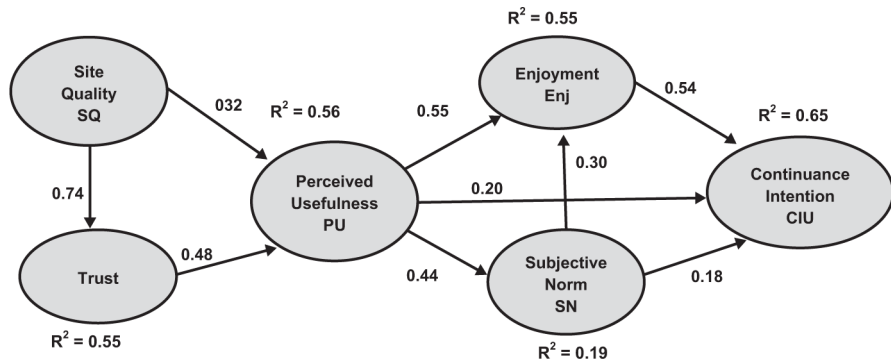 R² = 0.55
Site
Quality
SQ
Enjoyment
Enj
032
R² = 0.56
0.55
0.54
R² = 0.65
0.74
Perceived
Usefulness
PU
0.30
0.20
Continuance
Intention
CIU
Trust
0.48
0.44
Subjective
Norm
SN
0.18
R² = 0.55
R² = 0.19